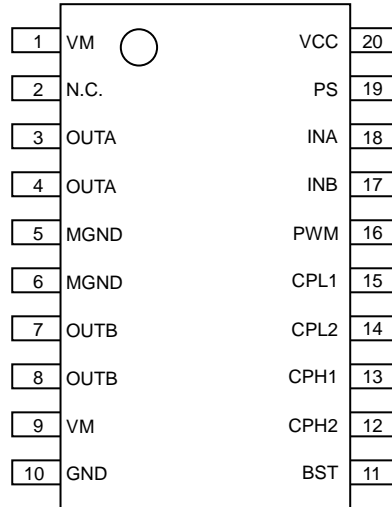 1 VM VCC 20
2 N.C. PS 19
3 OUTA INA 18
4 OUTA INB 17
5 MGND PWM 16
6 MGND CPL1 15
7 OUTB CPL2 14
8 OUTB CPH1 13
9 VM CPH2 12
10 GND BST 11